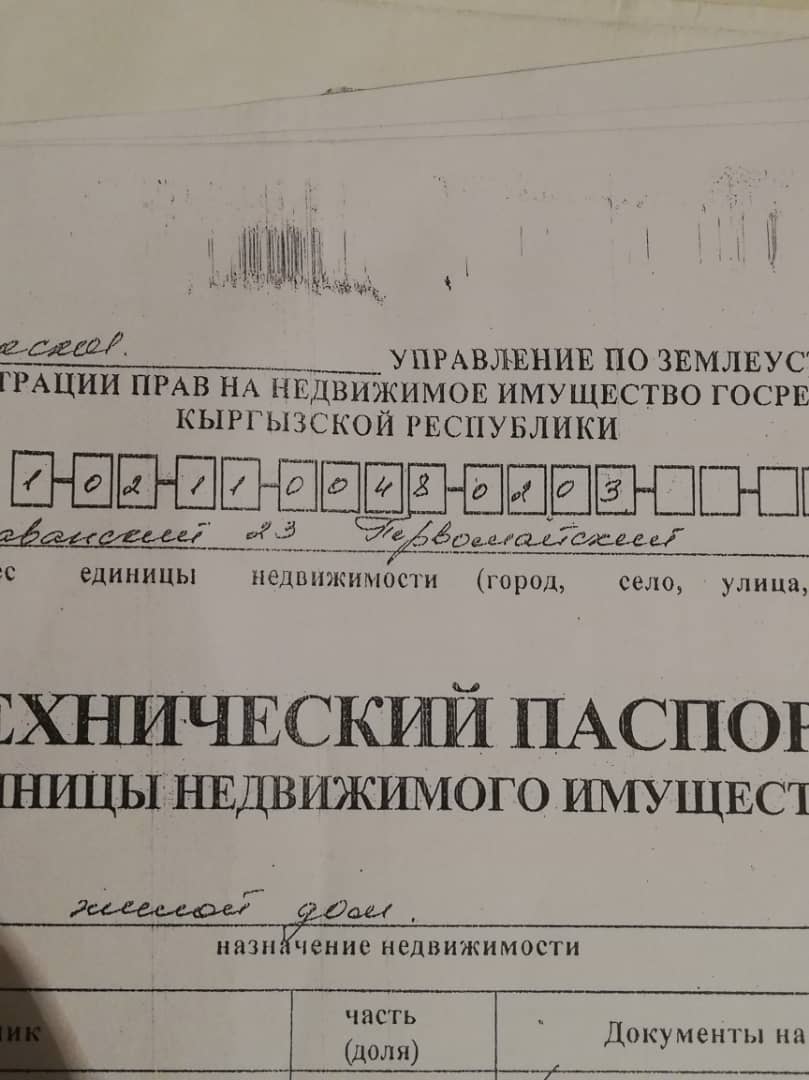 УПРАВЛЕНИЕ ПО ЗЕМЛЕУС
ТРАЦИИ ПРАВ НА НЕДВИЖИМОЕ ИМУЩЕСТВО ГОСРЕ
КЫРГЫЗСКОЙ РЕСПУБЛИКИ
1-02-11-0048-0203- -
аванский 23 Первомайский
ес единицы недвижимости (город, село, улица,
ЕХНИЧЕСКИЙ ПАСПОР
ИНИЦЫ НЕДВИЖИМОГО ИМУЩЕСТ
жилой дом.
назначение недвижимости
ик часть (доля) Документы на